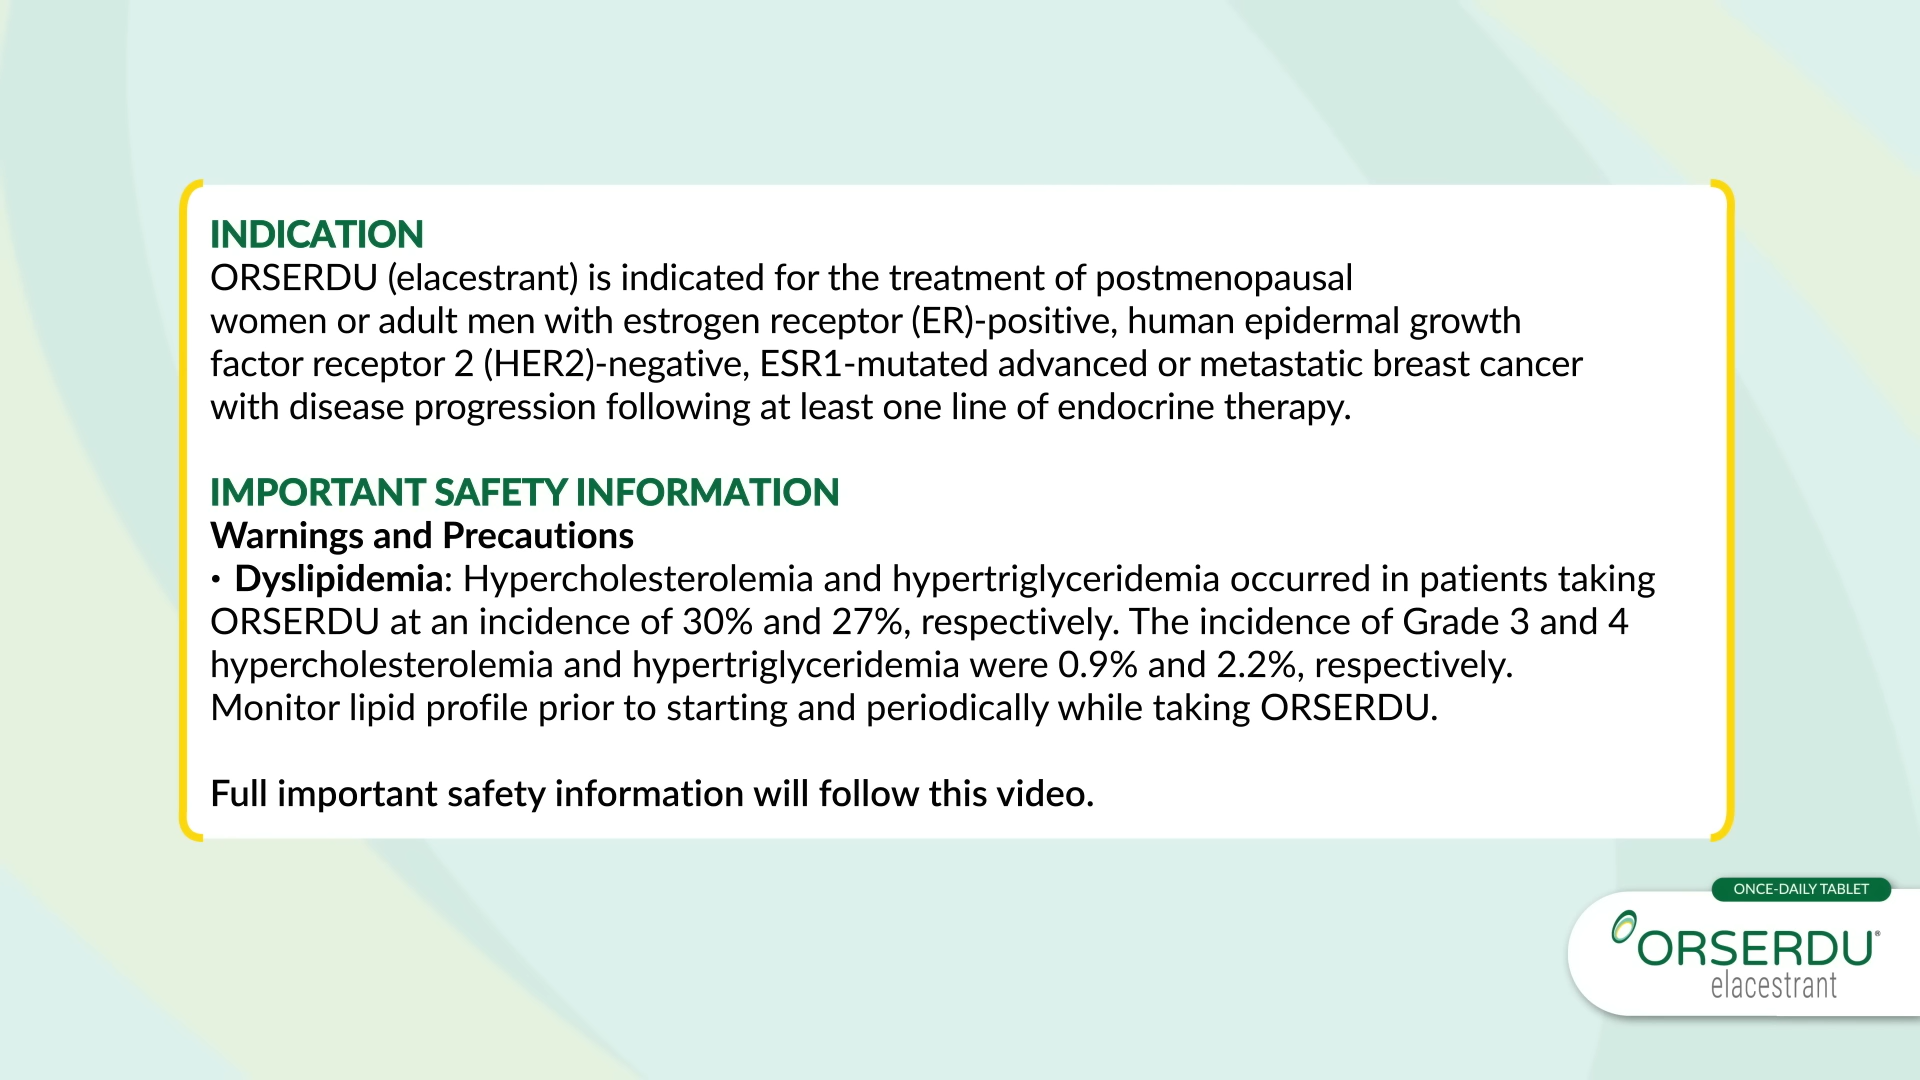 INDICATION
ORSERDU (elacestrant) is indicated for the treatment of postmenopausal
women or adult men with estrogen receptor (ER)-positive, human epidermal growth
factor receptor 2 (HER2)-negative, ESR1-mutated advanced or metastatic breast cancer
with disease progression following at least one line of endocrine therapy.
IMPORTANT SAFETY INFORMATION
Warnings and Precautions
• Dyslipidemia: Hypercholesterolemia and hypertriglyceridemia occurred in patients taking
ORSERDU at an incidence of 30% and 27%, respectively. The incidence of Grade 3 and 4
hypercholesterolemia and hypertriglyceridemia were 0.9% and 2.2%, respectively.
Monitor lipid profile prior to starting and periodically while taking ORSERDU.
Full important safety information will follow this video.
ONCE-DAILY TABLET
ORSERDU®
elacestrant